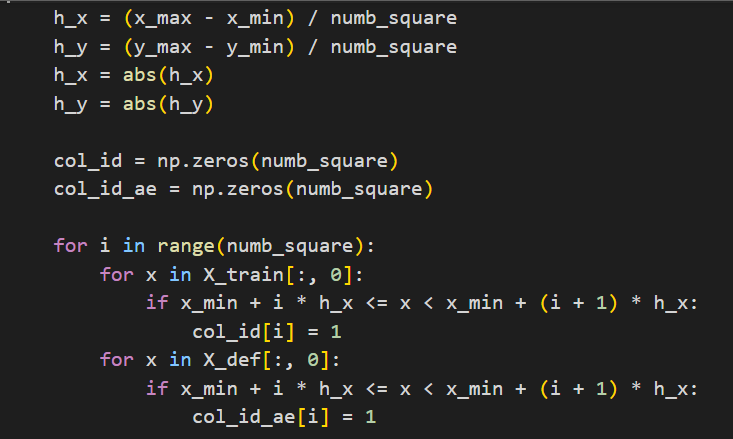 h_x = (x_max - x_min) / numb_square
h_y = (y_max - y_min) / numb_square
h_x = abs(h_x)
h_y = abs(h_y)

col_id = np.zeros(numb_square)
col_id_ae = np.zeros(numb_square)

for i in range(numb_square):
    for x in X_train[:, 0]:
        if x_min + i * h_x <= x < x_min + (i + 1) * h_x:
            col_id[i] = 1
    for x in X_def[:, 0]:
        if x_min + i * h_x <= x < x_min + (i + 1) * h_x:
            col_id_ae[i] = 1